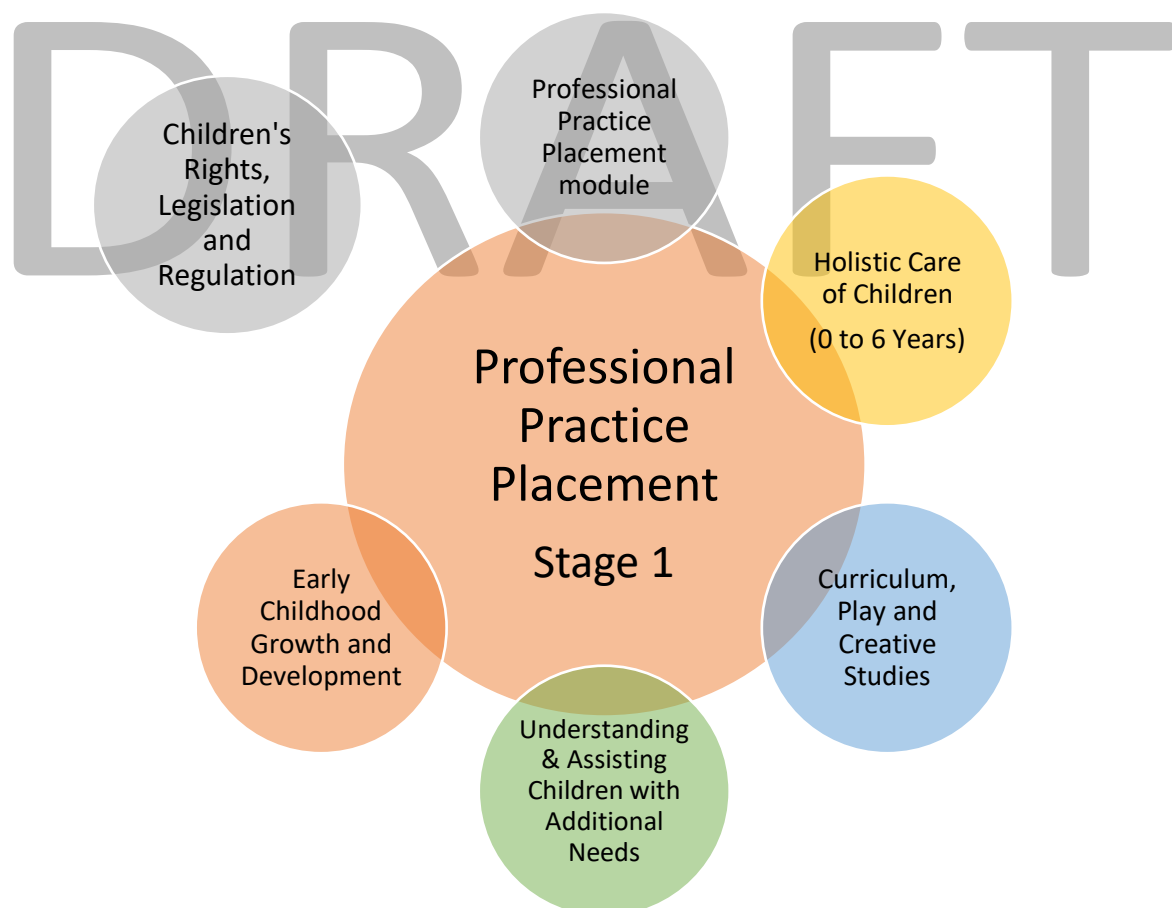 DRAFT
Professional
Practice
Placement
module
Children's
Rights,
Legislation
and
Regulation
Holistic Care
of Children
(0 to 6 Years)
Professional
Practice
Placement
Stage 1
Early
Childhood
Growth and
Development
Curriculum,
Play and
Creative
Studies
Understanding
& Assisting
Children with
Additional
Needs